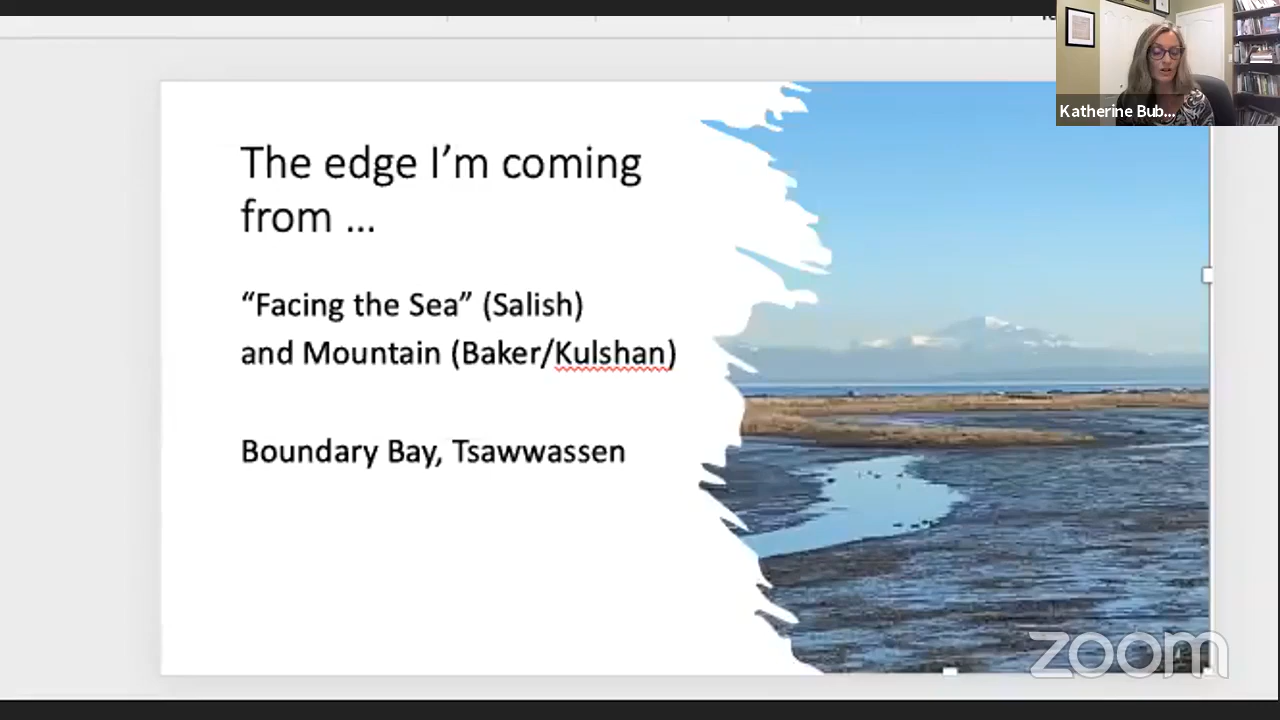 Katherine Bub...
The edge I’m coming
from ...
“Facing the Sea” (Salish)
and Mountain (Baker/Kulshan)
Boundary Bay, Tsawwassen
zoom